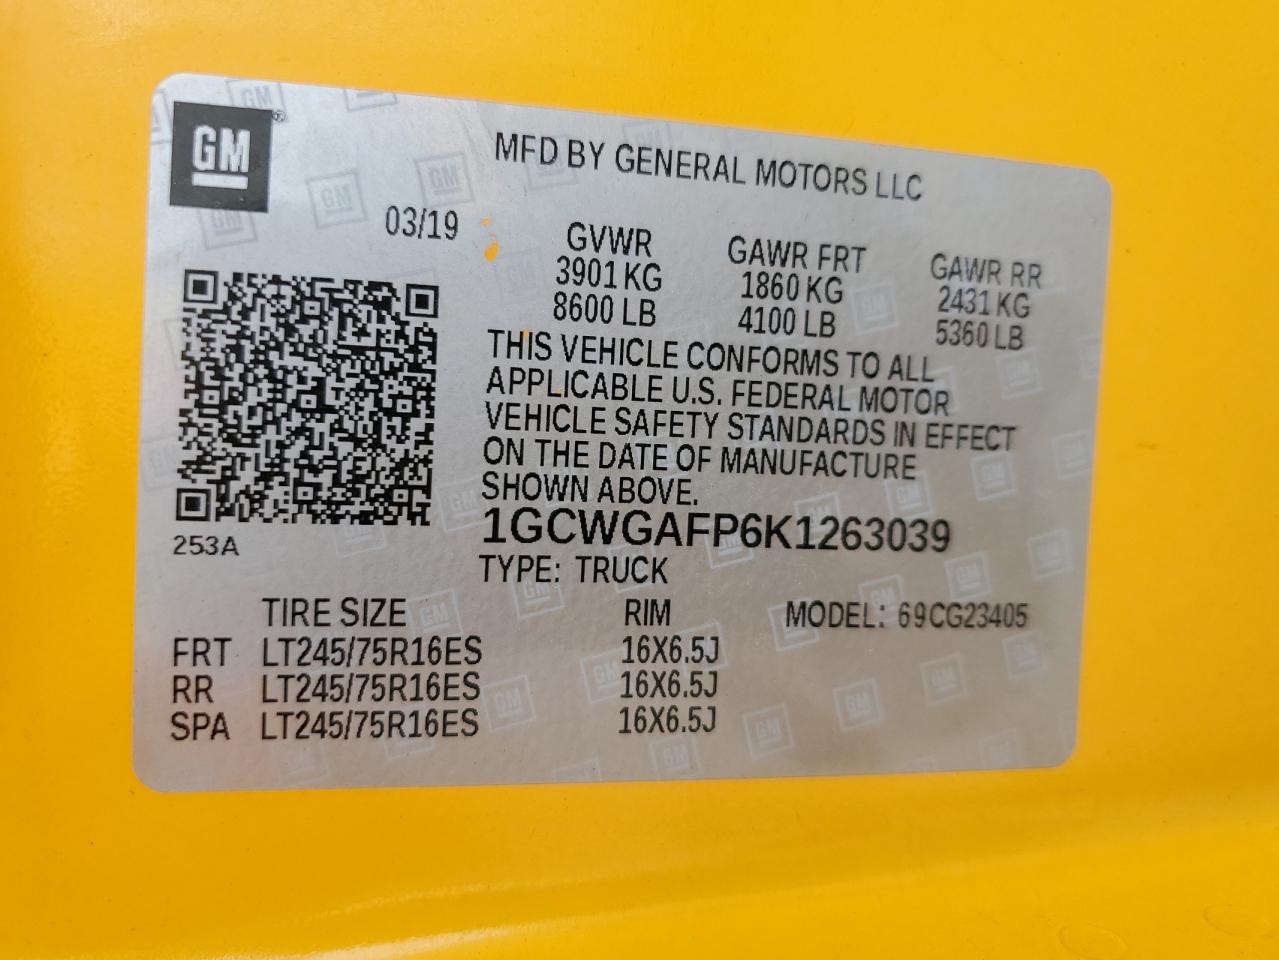 GM
MFD BY GENERAL MOTORS LLC
03/19
GVWR GAWR FRT GAWR RR
3901 KG 1860 KG 2431 KG
8600 LB 4100 LB 5360 LB
THIS VEHICLE CONFORMS TO ALL
APPLICABLE U.S. FEDERAL MOTOR
VEHICLE SAFETY STANDARDS IN EFFECT
ON THE DATE OF MANUFACTURE
SHOWN ABOVE.
1GCWGAFP6K1263039
253A
TYPE: TRUCK
TIRE SIZE RIM MODEL: 69CG23405
FRT LT245/75R16ES 16X6.5J
RR LT245/75R16ES 16X6.5J
SPA LT245/75R16ES 16X6.5J